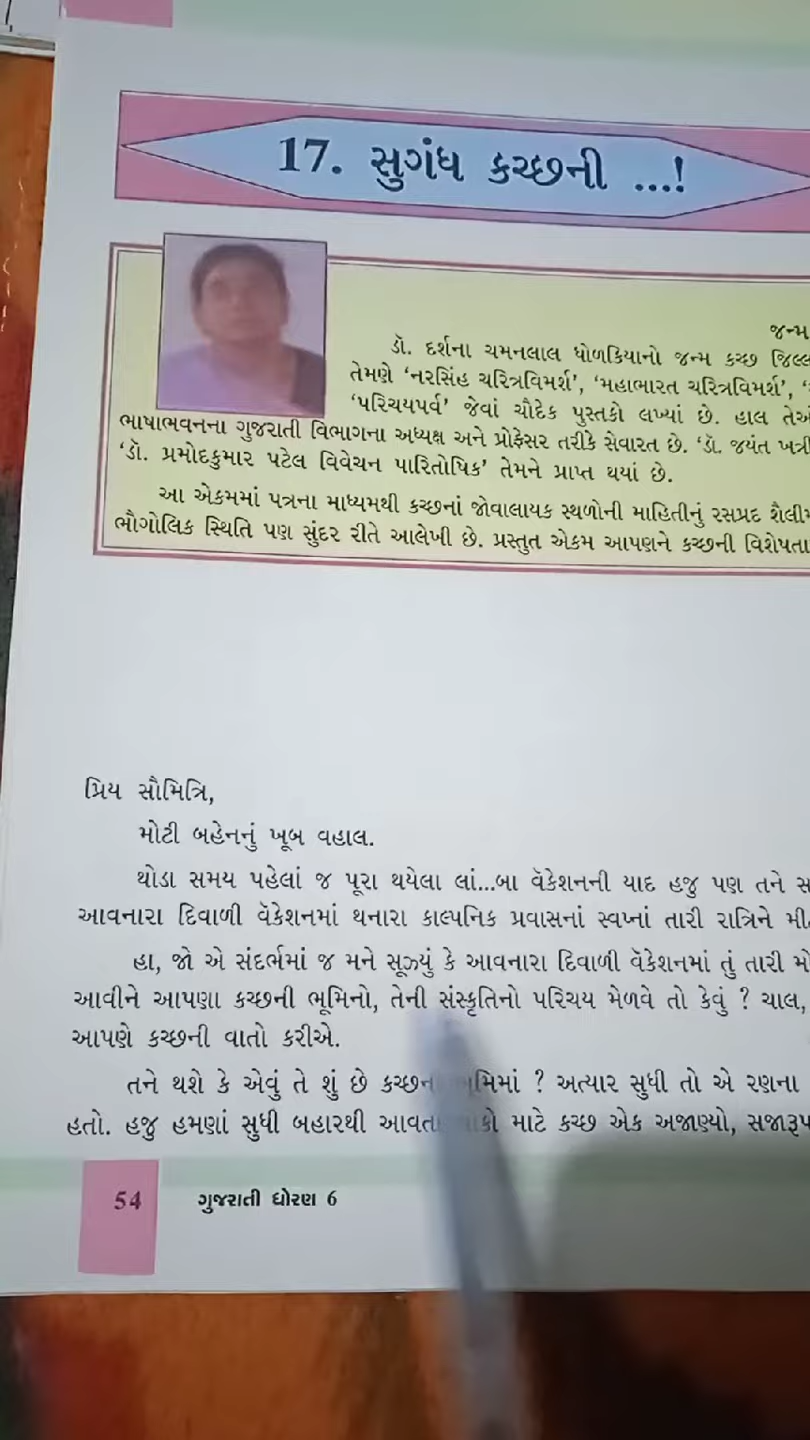 17. સુગંધ કચ્છની ...!
જન્મ
ડૉ. દર્શના ચમનલાલ ધોળકિયાનો જન્મ કચ્છ
તેમણે ‘નરસિંહ ચરિત્રવિમર્શ’, ‘મહાભારત ચરિત્રવિમર્શ’,
‘પરિચયપર્વ’ જેવાં ચૌદેક પુસ્તકો લખ્યાં છે. હાલ
ભાષાભવનના ગુજરાતી વિભાગના અધ્યક્ષ અને પ્રોફેસર તરીકે સેવારત છે. ‘ડૉ. જયંત ખત્રી
‘ડૉ. પ્રમોદકુમાર પટેલ વિવેચન પારિતોષિક’ તેમને પ્રાપ્ત થયાં છે.
આ એકમમાં પત્રના માધ્યમથી કચ્છનાં જોવાલાયક સ્થળોની માહિતીનું રસપ્રદ
ભૌગોલિક સ્થિતિ પણ સુંદર રીતે આલેખી છે. પ્રસ્તુત એકમ આપણને કચ્છની
પ્રિય સૌમિત્રિ,
મોટી બહેનનું ખૂબ વહાલ.
થોડા સમય પહેલાં જ પૂરા થયેલા લાં...બા વૅકેશનની યાદ હજુ પણ તને
આવનારા દિવાળી વૅકેશનમાં થનારા કાલ્પનિક પ્રવાસનાં સ્વપ્નાં તારી રાત્રિને
હા, જો એ સંદર્ભમાં જ મને સૂઝ્યું કે આવનારા દિવાળી વૅકેશનમાં તું તારી
આવીને આપણા કચ્છની ભૂમિનો, તેની સંસ્કૃતિનો પરિચય મેળવે તો કેવું ? ચાલ,
આપણે કચ્છની વાતો કરીએ.
તને થશે કે એવું તે શું છે ? અત્યાર સુધી તો એ રણના
હતો. હજુ હમણાં સુધી બહારથી માટે કચ્છ એક અજાણ્યો,
54 ગુજરાતી ધોરણ 6